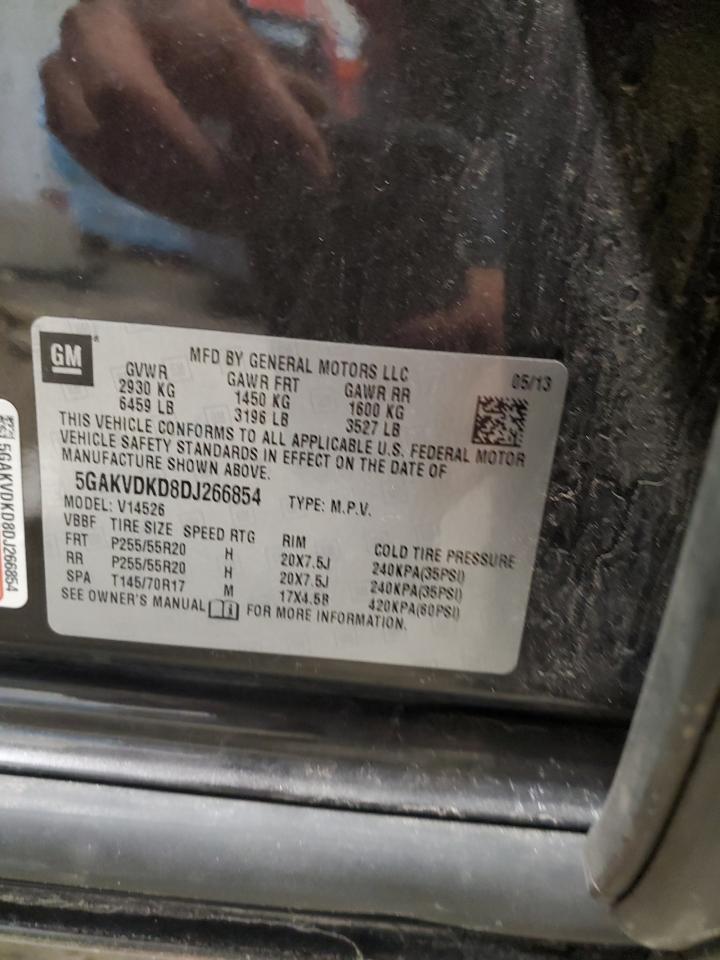 GM
MFD BY GENERAL MOTORS LLC
05/13
GVWR GAWR FRT GAWR RR
2930 KG 1450 KG 1600 KG
6459 LB 3196 LB 3527 LB
THIS VEHICLE CONFORMS TO ALL APPLICABLE U.S. FEDERAL MOTOR
VEHICLE SAFETY STANDARDS IN EFFECT ON THE DATE OF
MANUFACTURE SHOWN ABOVE.
5GAKVDKD8DJ266854 TYPE: M.P.V.
MODEL: V14526
VBBF TIRE SIZE SPEED RTG RIM COLD TIRE PRESSURE
FRT P255/55R20 H 20X7.5J 240KPA(35PSI)
RR P255/55R20 H 20X7.5J 240KPA(35PSI)
SPA T145/70R17 M 17X4.5B 420KPA(60PSI)
SEE OWNER'S MANUAL FOR MORE INFORMATION.
5GAKVDKD8DJ266854